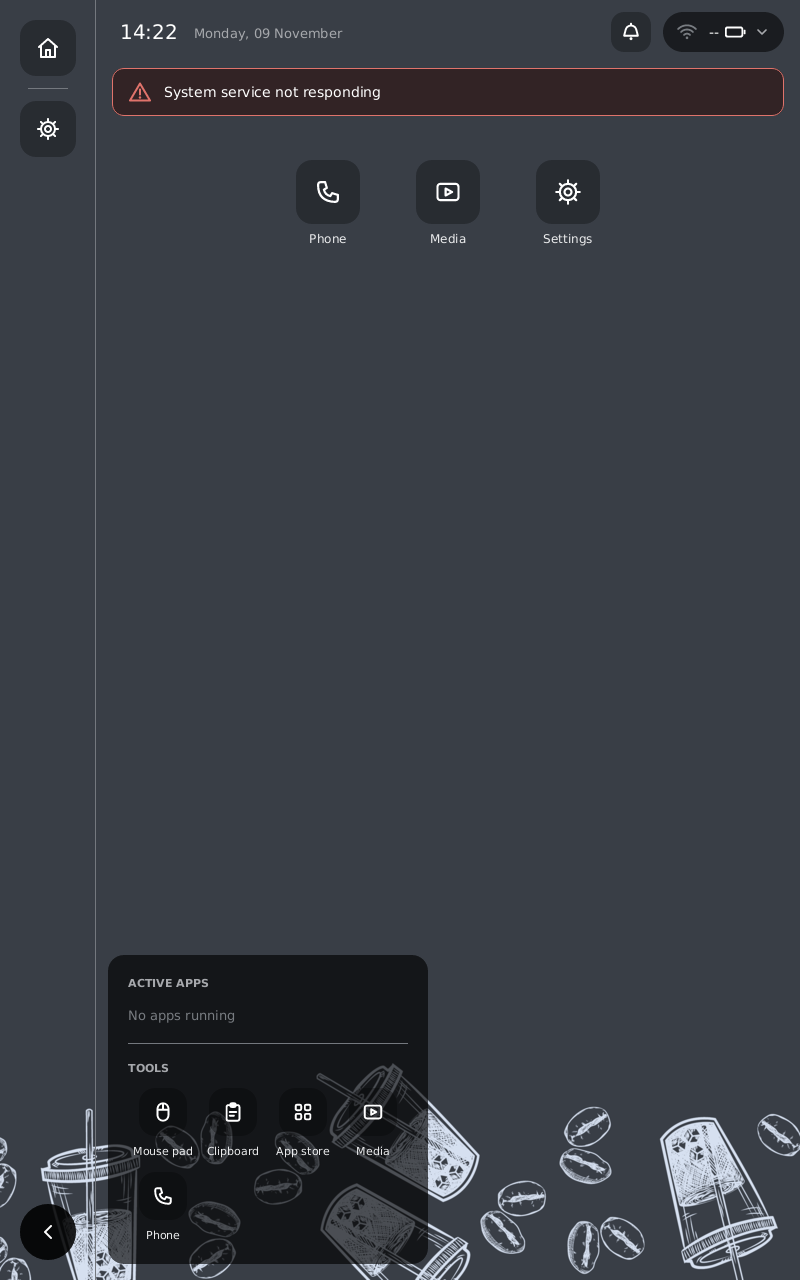 14:22 Monday, 09 November
--
System service not responding
Phone Media Settings
ACTIVE APPS
No apps running
TOOLS
Mouse pad Clipboard App store Media
Phone